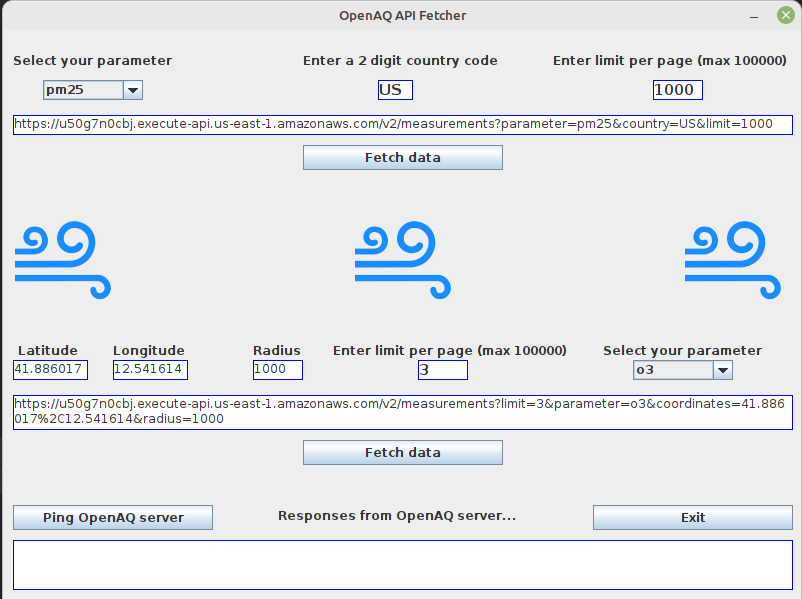 OpenAQ API Fetcher
Select your parameter
Enter a 2 digit country code
Enter limit per page (max 100000)
pm25
US
1000
https://u50g7n0cbj.execute-api.us-east-1.amazonaws.com/v2/measurements?parameter=pm25&country=US&limit=1000
Fetch data
Latitude
Longitude
Radius
Enter limit per page (max 100000)
Select your parameter
41.886017
12.541614
1000
3
o3
https://u50g7n0cbj.execute-api.us-east-1.amazonaws.com/v2/measurements?limit=3&parameter=o3&coordinates=41.886
017%2C12.541614&radius=1000
Fetch data
Ping OpenAQ server
Responses from OpenAQ server...
Exit